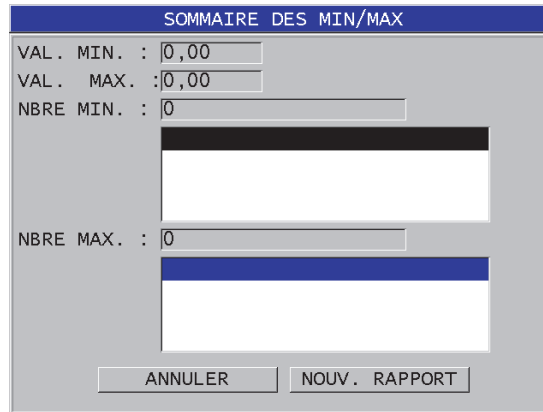 SOMMAIRE DES MIN/MAX
VAL. MIN. : 0,00
VAL. MAX. :0,00
NBRE MIN. : 0
NBRE MAX. : 0
ANNULER NOUV. RAPPORT